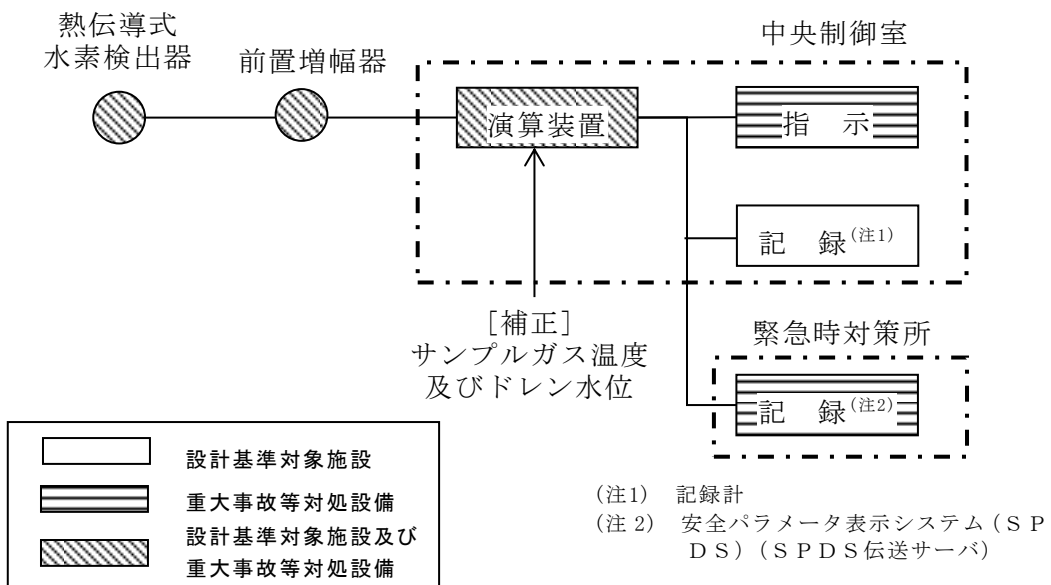 熱伝導式
水素検出器
前置増幅器
中央制御室
演算装置
指　示
記　録(注1)
[補正]
サンプルガス温度
及びドレン水位
緊急時対策所
記　録(注2)
設計基準対象施設
重大事故等対処設備
設計基準対象施設及び
重大事故等対処設備
(注1)　記録計
(注 2)　安全パラメータ表示システム(ＳＰ
ＤＳ)(ＳＰＤＳ伝送サーバ)